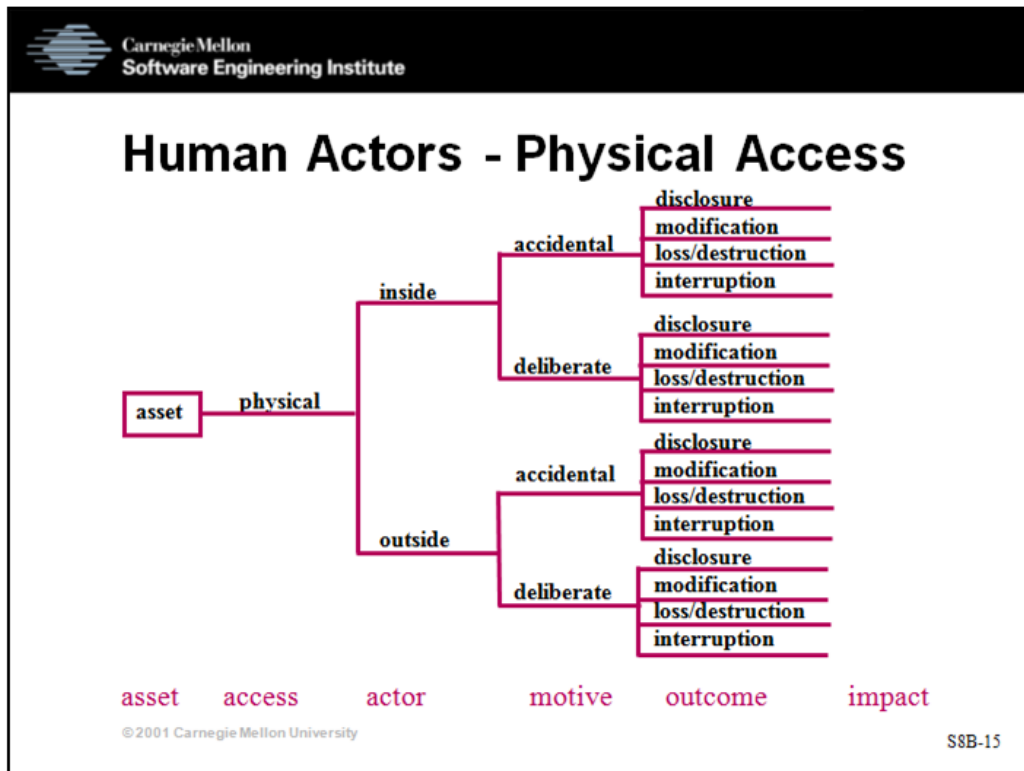 Carnegie Mellon
Software Engineering Institute
Human Actors - Physical Access
asset
physical
inside
accidental
disclosure
modification
loss/destruction
interruption
deliberate
disclosure
modification
loss/destruction
interruption
outside
accidental
disclosure
modification
loss/destruction
interruption
deliberate
disclosure
modification
loss/destruction
interruption
asset access actor motive outcome impact
© 2001 Carnegie Mellon University
S8B-15